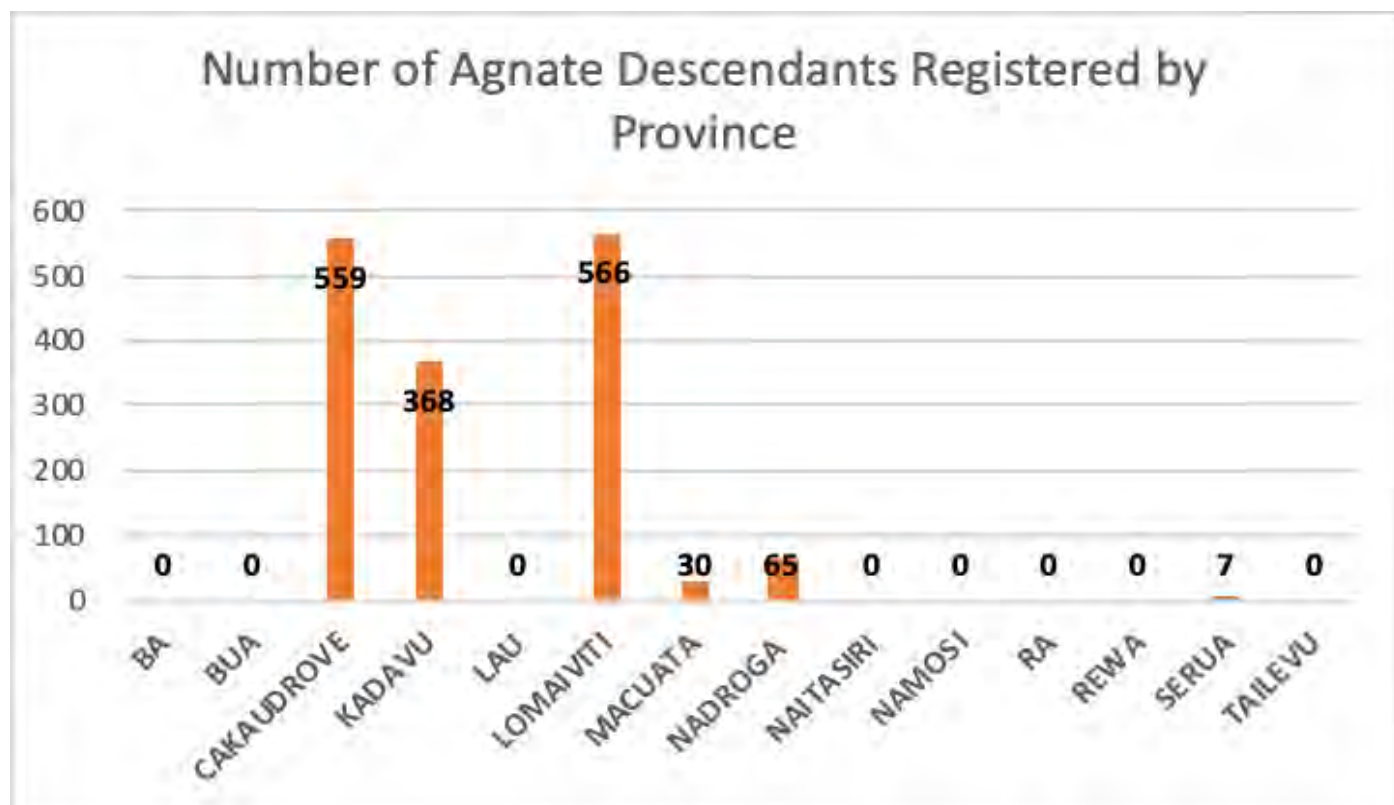 Number of Agnate Descendants Registered by
Province
600
500
400
300
200
100
0
0
0
559
368
0
566
30
65
0
0
0
0
7
0
BA
BUA
CAKAUDROVE
KADAVU
LAU
LOMAIVITI
MACUATA
NADROGA
NAITASIRI
NAMOSI
RA
REWA
SERUA
TAILEVU